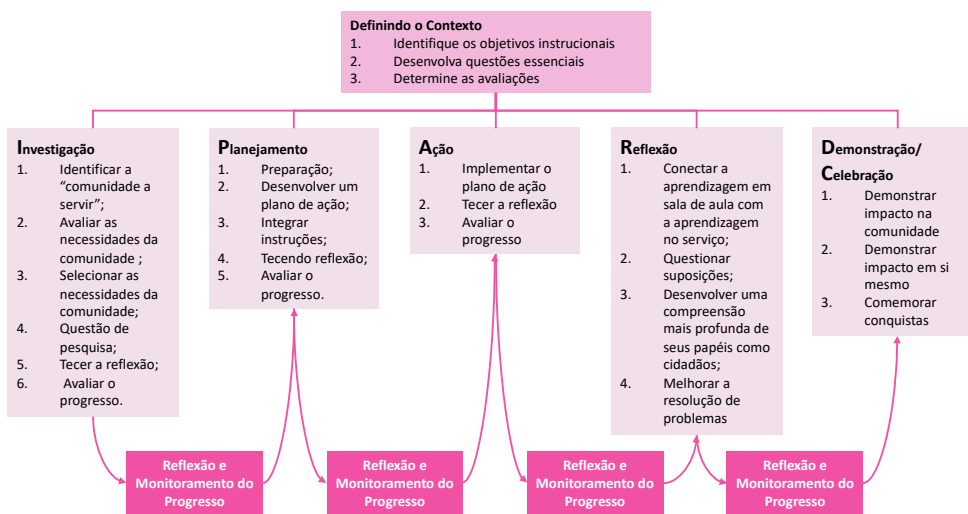 Definindo o Contexto
1. Identifique os objetivos instrucionais
2. Desenvolva questões essenciais
3. Determine as avaliações
Investigação
1. Identificar a
“comunidade a
servir”;
2. Avaliar as
necessidades da
comunidade ;
3. Selecionar as
necessidades da
comunidade;
4. Questão de
pesquisa;
5. Tecer a reflexão;
6. Avaliar o
progresso.
Planejamento
1. Preparação;
2. Desenvolver um
plano de ação;
3. Integrar
instruções;
4. Tecendo reflexão;
5. Avaliar o
progresso.
Ação
1. Implementar o
plano de ação
2. Tecer a reflexão
3. Avaliar o
progresso
Reflexão
1. Conectar a
aprendizagem em
sala de aula com
a aprendizagem
no serviço;
2. Questionar
suposições;
3. Desenvolver uma
compreensão
mais profunda de
seus papéis como
cidadãos;
4. Melhorar a
resolução de
problemas
Demonstração/
Celebração
1. Demonstrar
impacto na
comunidade
2. Demonstrar
impacto em si
mesmo
3. Comemorar
conquistas
Reflexão e
Monitoramento do
Progresso
Reflexão e
Monitoramento do
Progresso
Reflexão e
Monitoramento do
Progresso
Reflexão e
Monitoramento do
Progresso